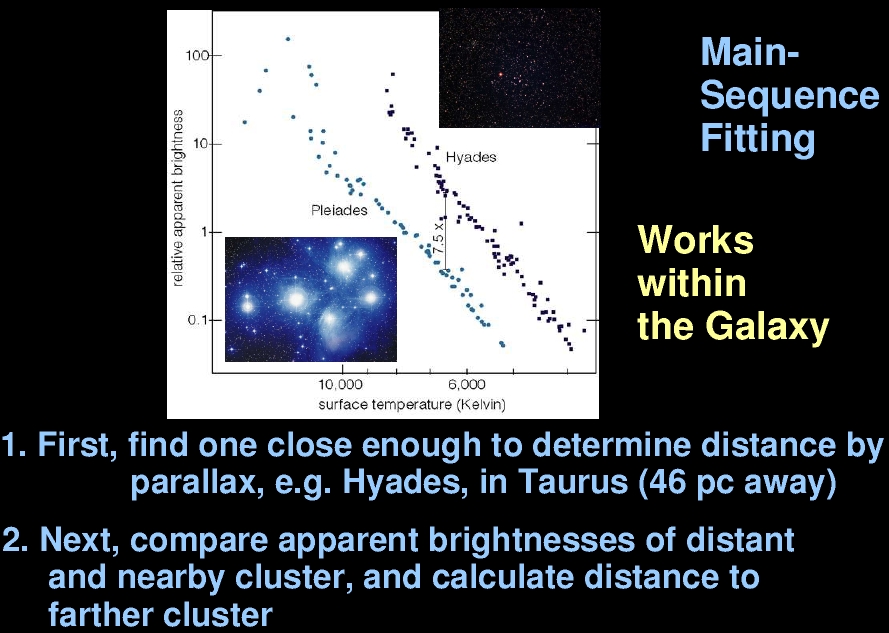 Main-
Sequence
Fitting
Works
within
the Galaxy
relative apparent brightness
100
10
1
0.1
Hyades
Pleiades
7.5 x
10,000
6,000
surface temperature (Kelvin)
1. First, find one close enough to determine distance by
parallax, e.g. Hyades, in Taurus (46 pc away)
2. Next, compare apparent brightnesses of distant
and nearby cluster, and calculate distance to
farther cluster